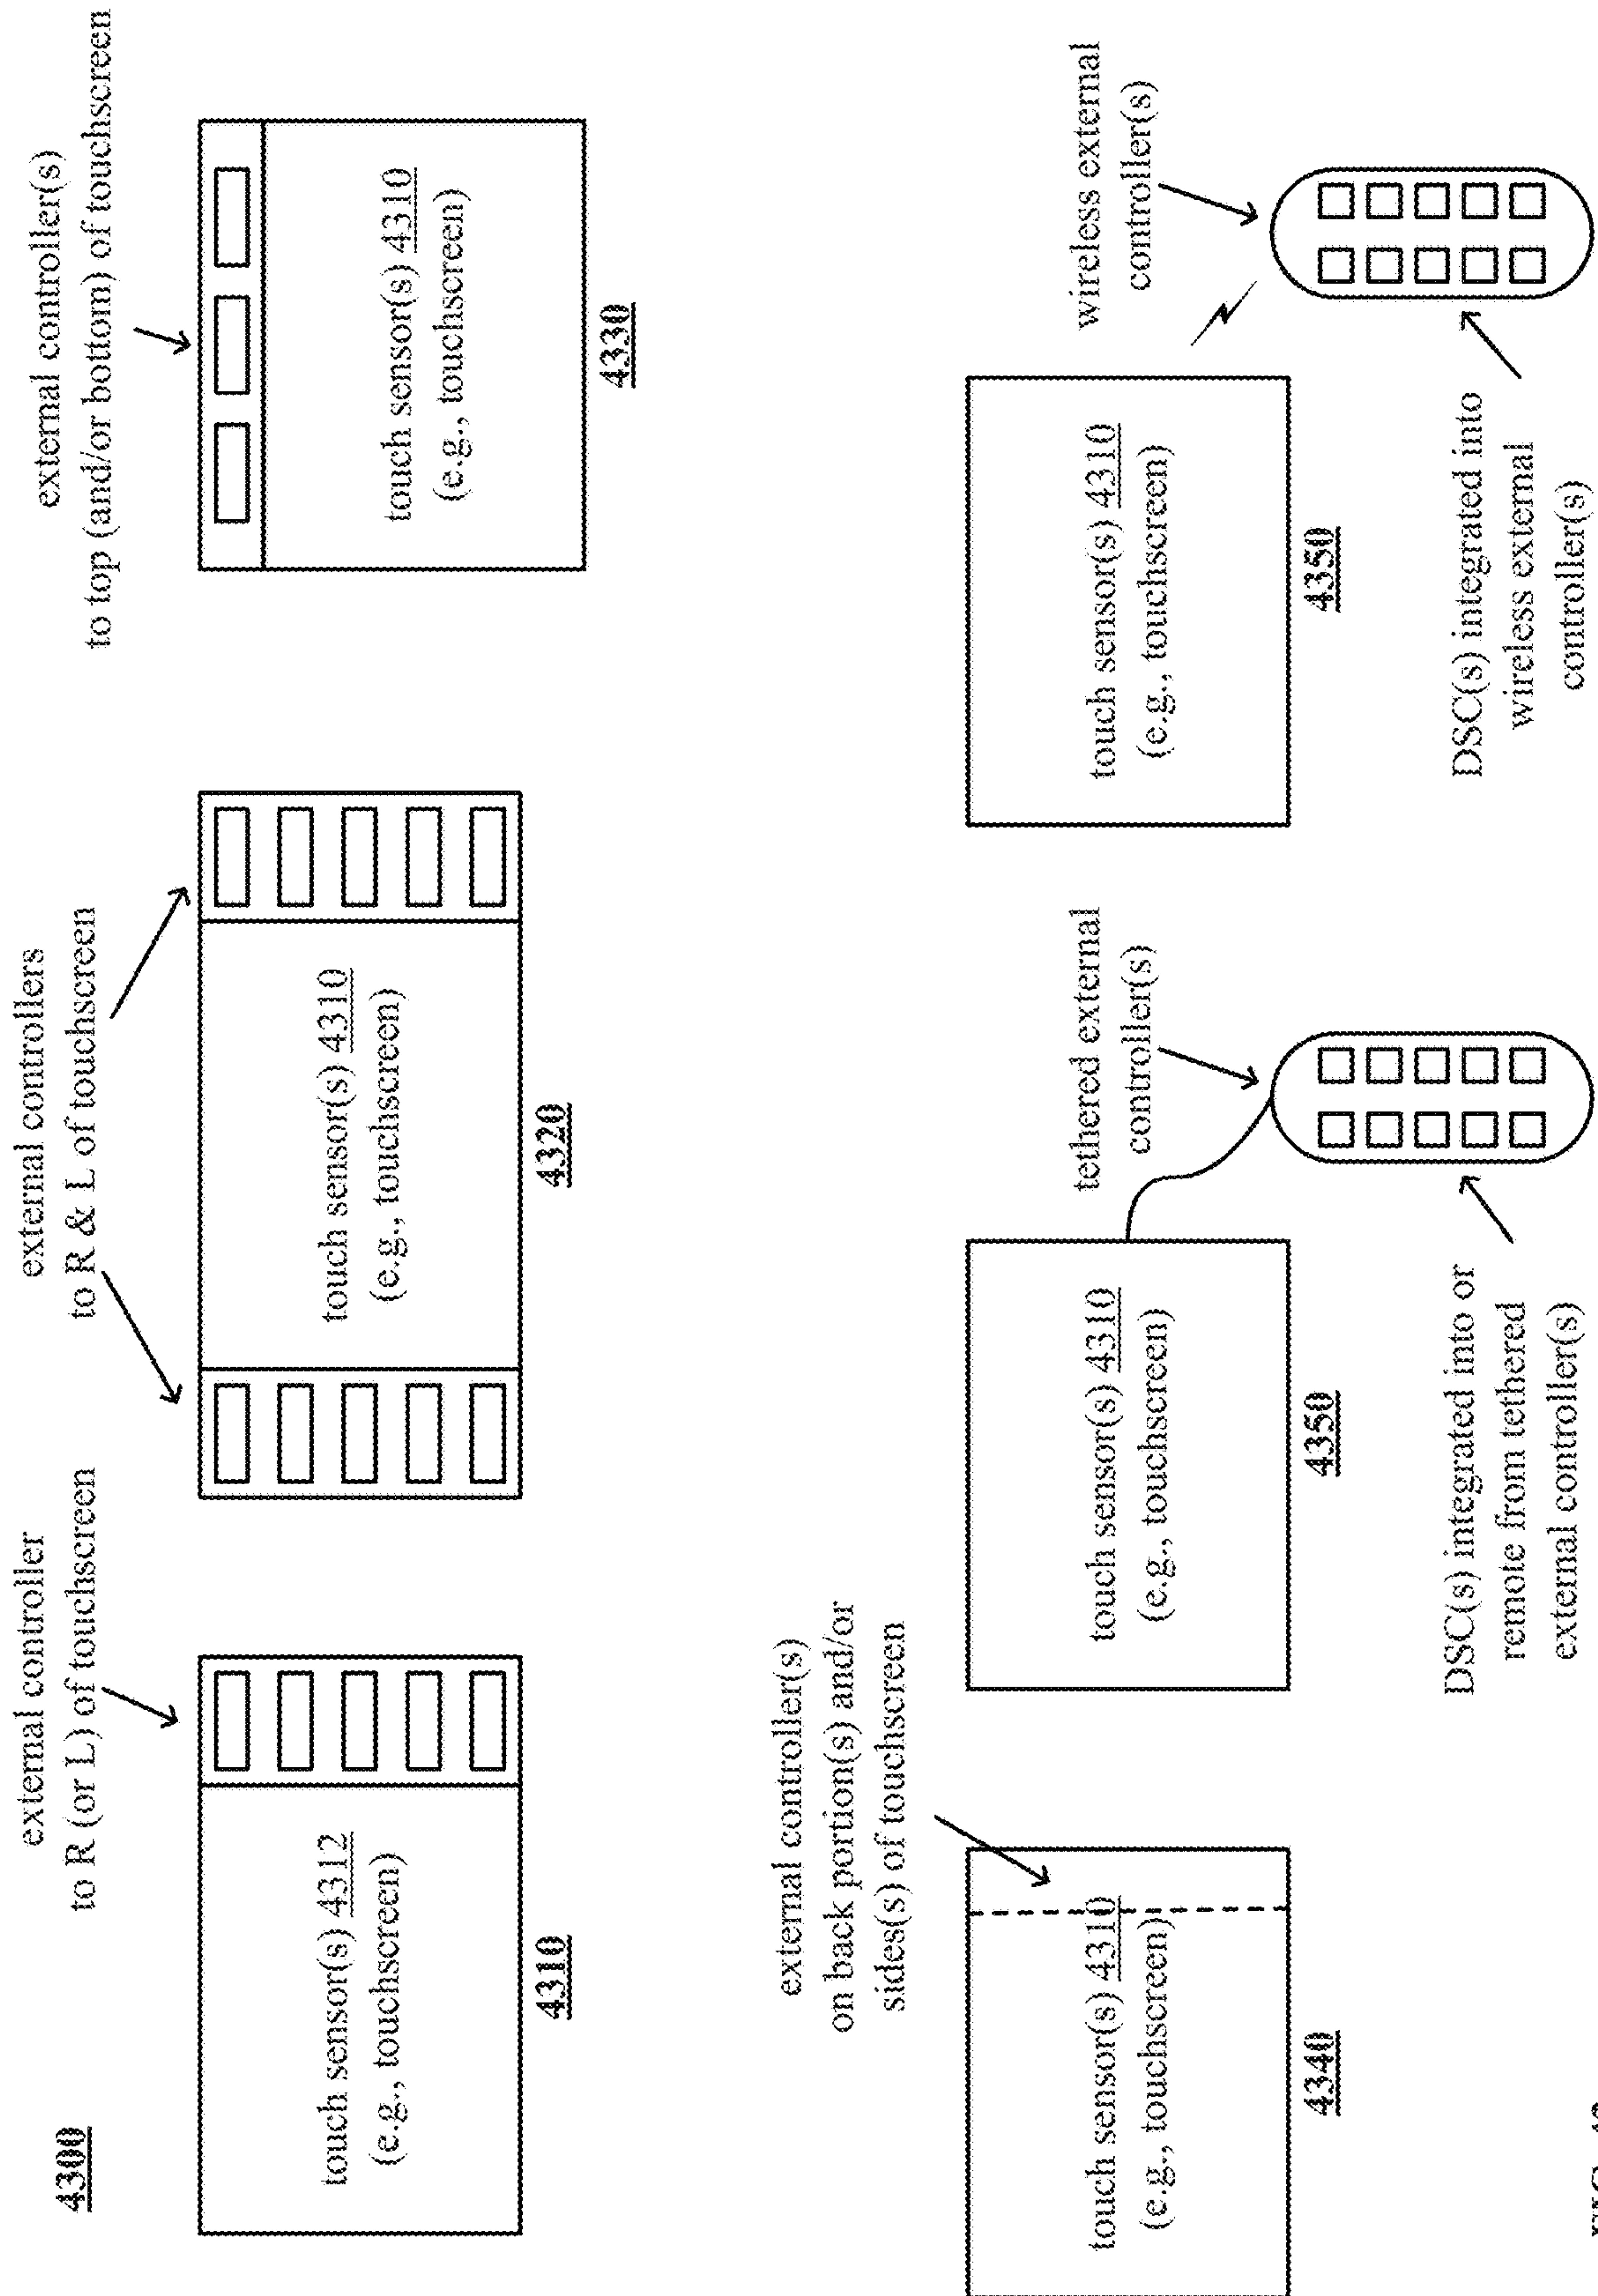 4300
external controller
to R (or L) of touchscreen
touch sensor(s) 4312
(e.g., touchscreen)
4310
external controllers
to R & L of touchscreen
touch sensor(s) 4310
(e.g., touchscreen)
4320
external controller(s)
to top (and/or bottom) of touchscreen
touch sensor(s) 4310
(e.g., touchscreen)
4330
external controller(s)
on back portion(s) and/or
sides(s) of touchscreen
touch sensor(s) 4310
(e.g., touchscreen)
4340
tethered external
controller(s)
touch sensor(s) 4310
(e.g., touchscreen)
4350
DSC(s) integrated into or
remote from tethered
external controller(s)
wireless external
controller(s)
touch sensor(s) 4310
(e.g., touchscreen)
4350
DSC(s) integrated into
wireless external
controller(s)